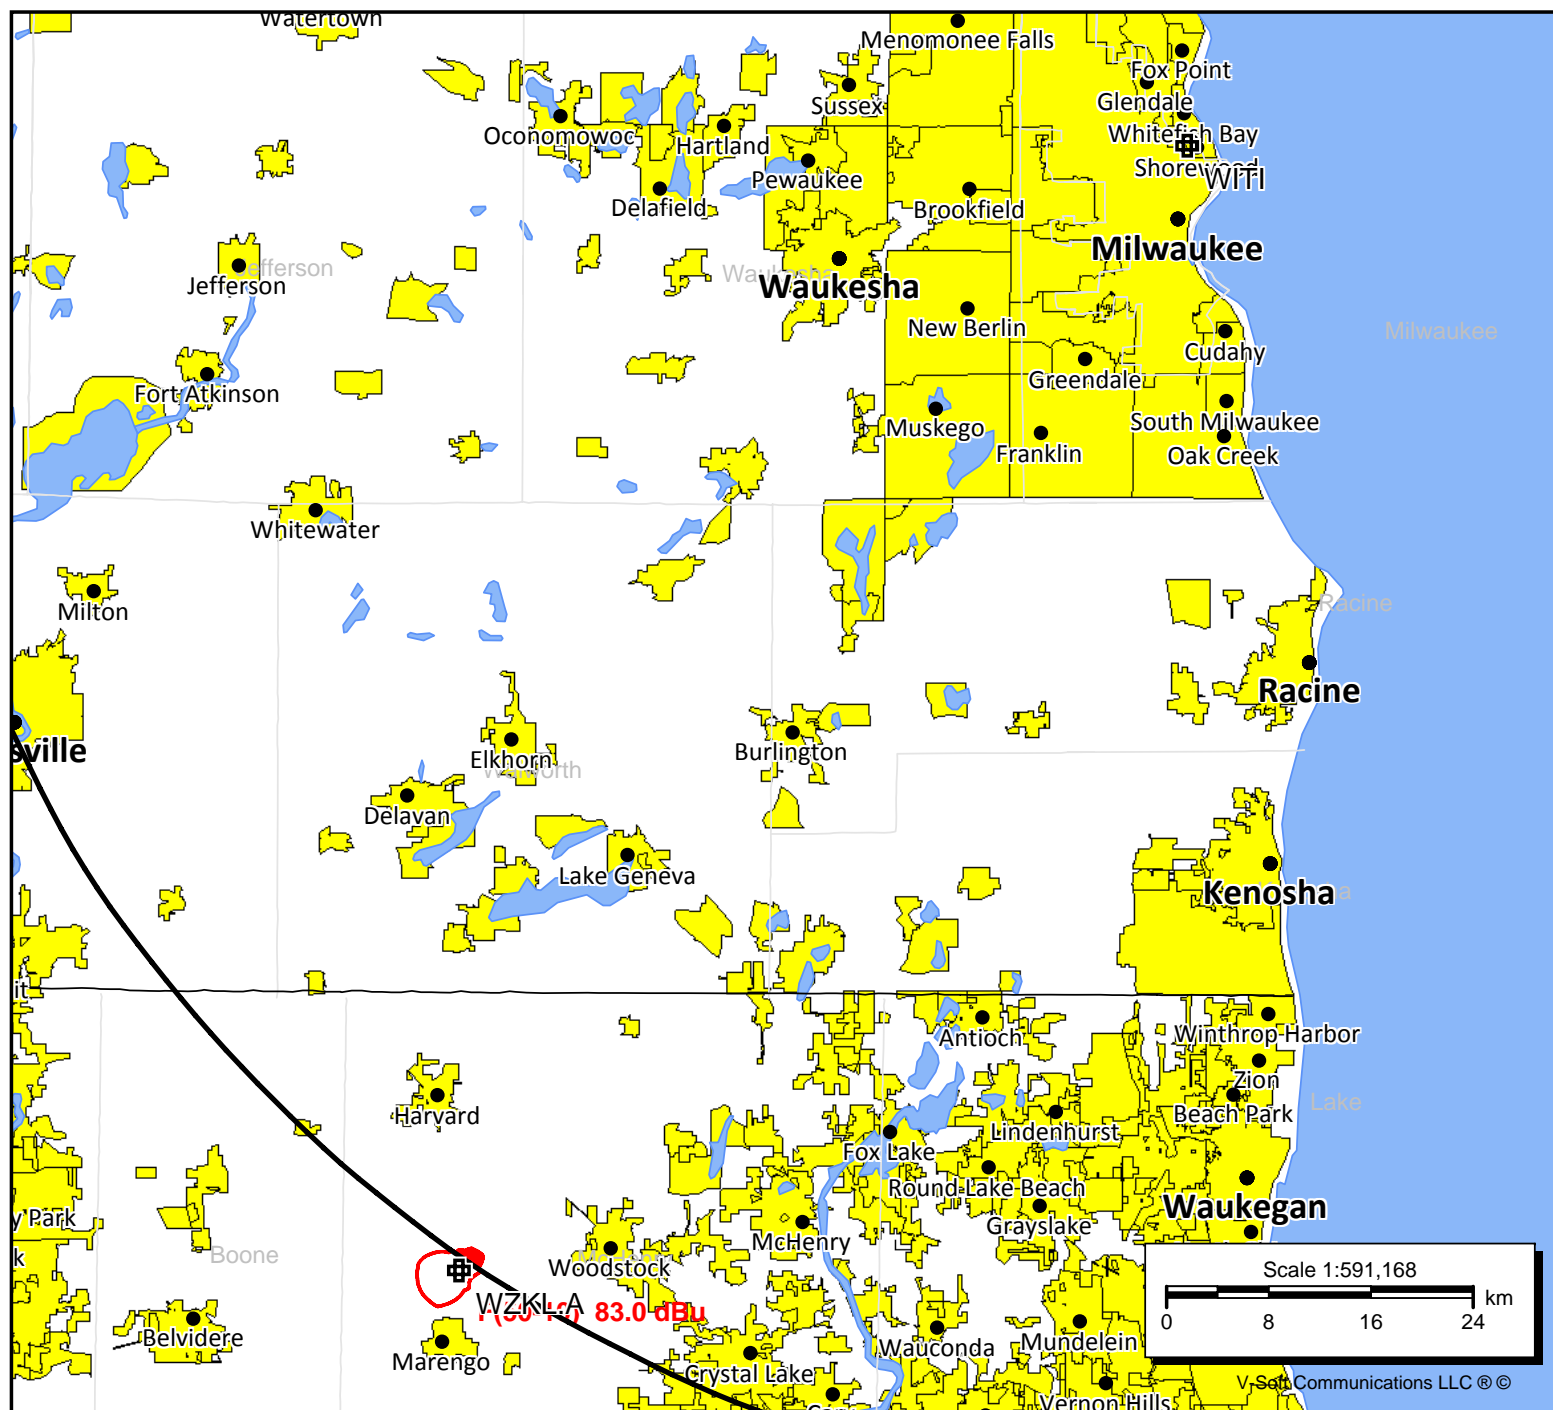 Watertown
Menomonee Falls
Fox Point
Sussex
Glendale
Oconomowoc
Hartland
Whitefish Bay
Shorewood
WITI
Pewaukee
Delafield
Brookfield
Milwaukee
Jefferson
Jefferson
Waukesha
Waukesha
New Berlin
Milwaukee
Cudahy
Greendale
Fort Atkinson
South Milwaukee
Muskego
Franklin
Oak Creek
Whitewater
Milton
Racine
Racine
sville
Elkhorn
Walworth
Burlington
Delavan
Lake Geneva
Kenosha
it
Antioch
Winthrop Harbor
Zion
Harvard
Beach Park
Lake
Lindenhurst
Fox Lake
Round Lake Beach
Waukegan
y Park
Grayslake
McHenry
k
Boone
Woodstock
WZKL.A
83.0 dBu
Belvidere
Marengo
Crystal Lake
Wauconda
Mundelein
Vernon Hills
Scale 1:591,168
km
0 8 16 24
V-Soft Communications LLC ® ©